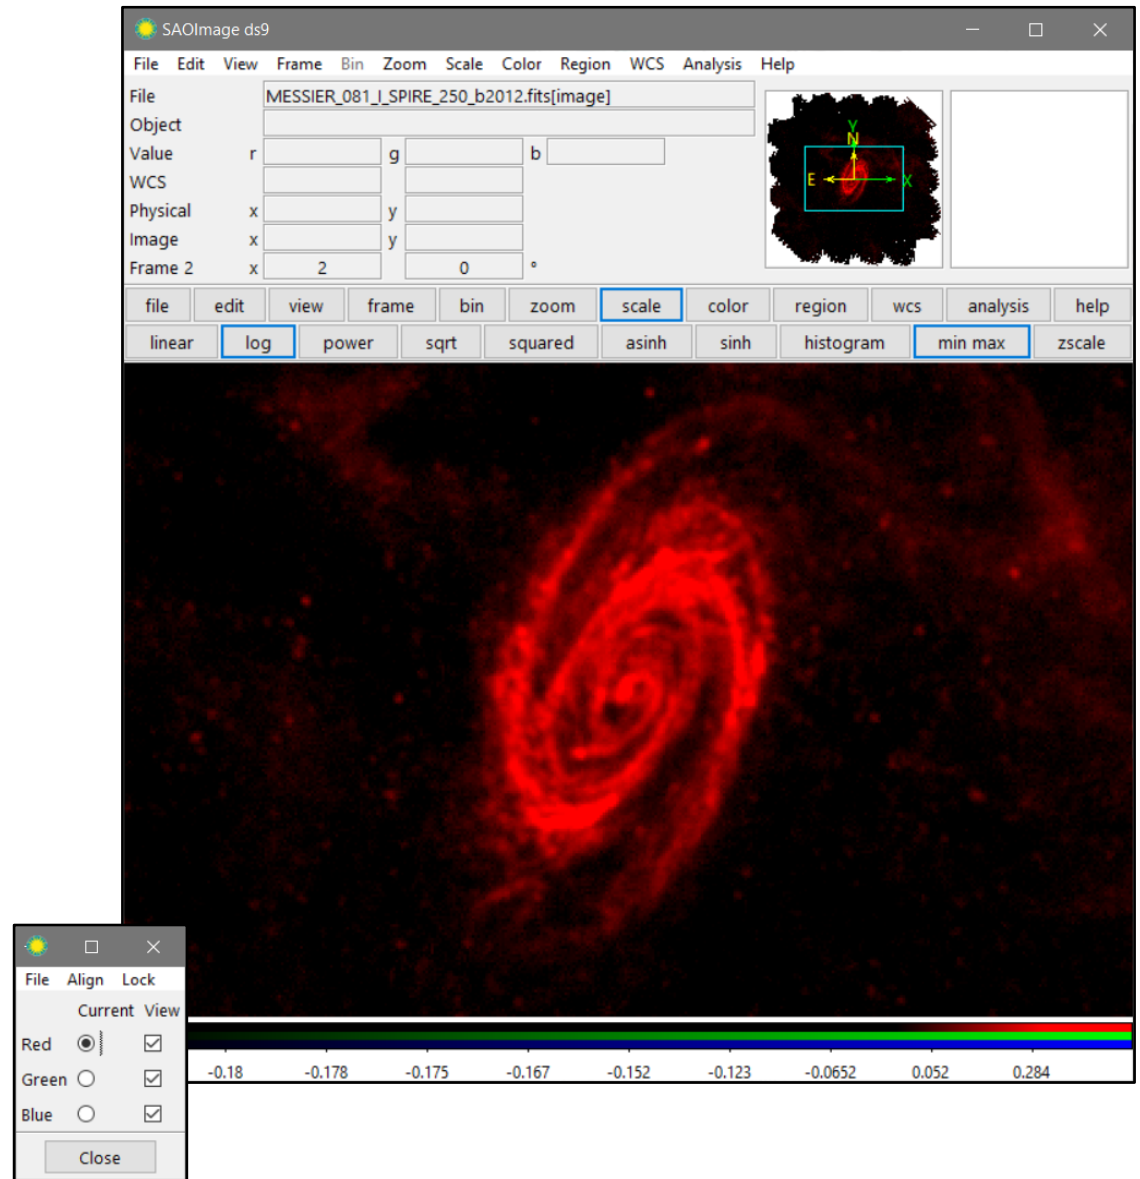 SAOImage ds9
File Edit View Frame Bin Zoom Scale Color Region WCS Analysis Help
File MESSIER_081_I_SPIRE_250_b2012.fits[image]
Object
Value r g b
WCS
Physical x y
Image x y
Frame 2 x 2 0 °
Y
N
E X
file edit view frame bin zoom scale color region wcs analysis help
linear log power sqrt squared asinh sinh histogram min max zscale
File Align Lock
Current View
Red
Green
Blue
Close
-0.18 -0.178 -0.175 -0.167 -0.152 -0.123 -0.0652 0.052 0.284